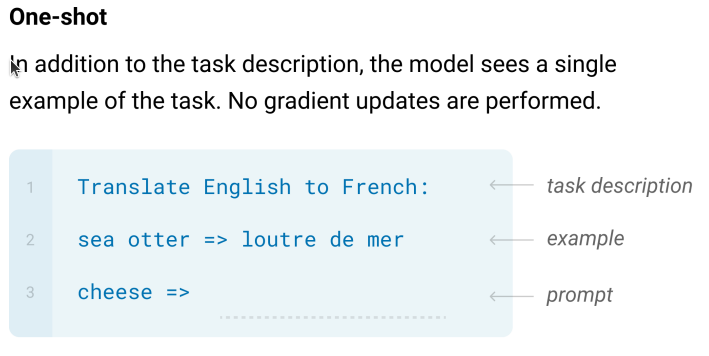 One-shot
In addition to the task description, the model sees a single
example of the task. No gradient updates are performed.
1 Translate English to French: task description
2 sea otter => loutre de mer example
3 cheese => prompt